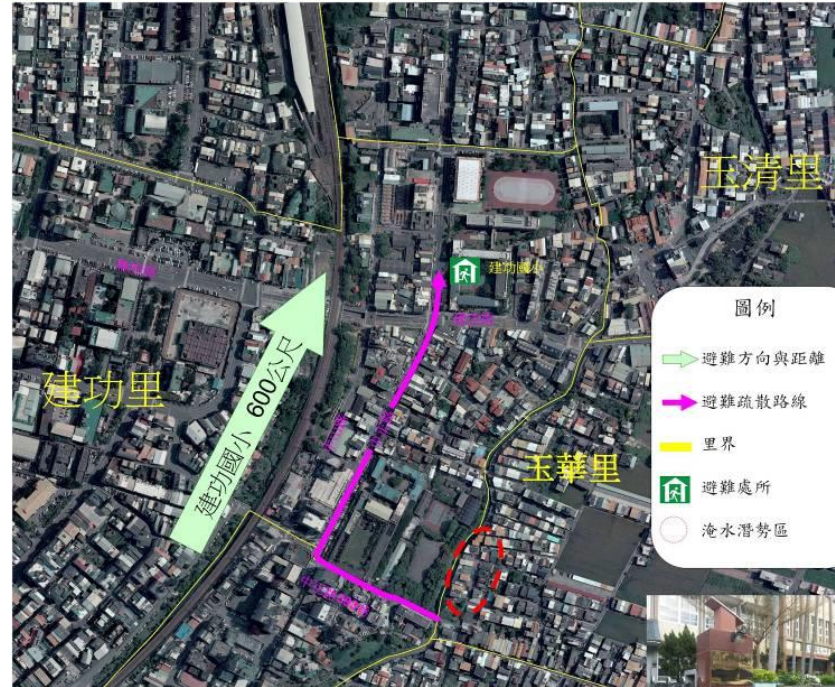 玉清里
建功國小
建功里
建功國小 600公尺
玉華里
圖例
避難方向與距離
避難疏散路線
里界
避難處所
淹水潛勢區